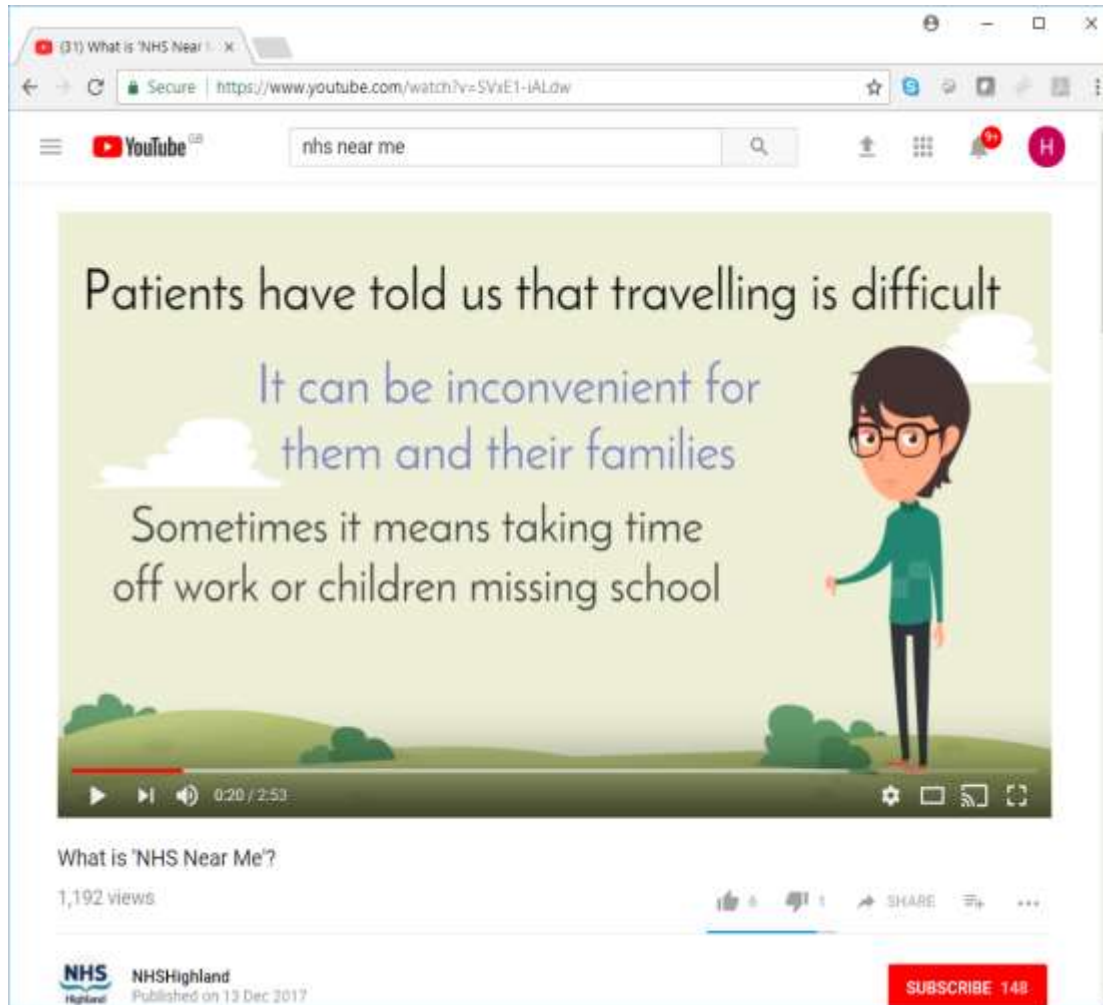 (31) What is 'NHS Near
Secure | https://www.youtube.com/watch?v=SVxE1-iALdw
YouTube GB
nhs near me
9+
H
Patients have told us that travelling is difficult
It can be inconvenient for
them and their families
Sometimes it means taking time
off work or children missing school
0:20 / 2:53
What is 'NHS Near Me'?
1,192 views
6
1
SHARE
NHS
Highland
NHSHighland
Published on 13 Dec 2017
SUBSCRIBE 148